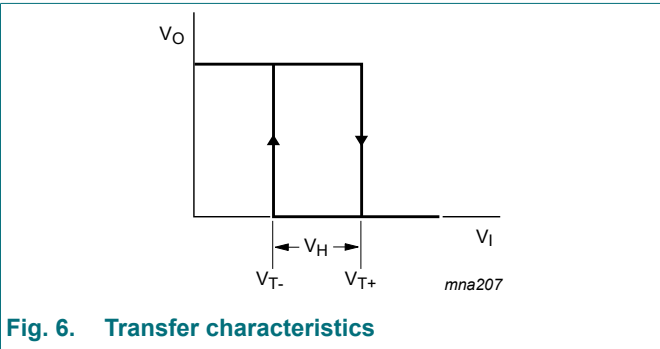 VO
VI
VH
VT-
VT+
mna207
Fig. 6. Transfer characteristics